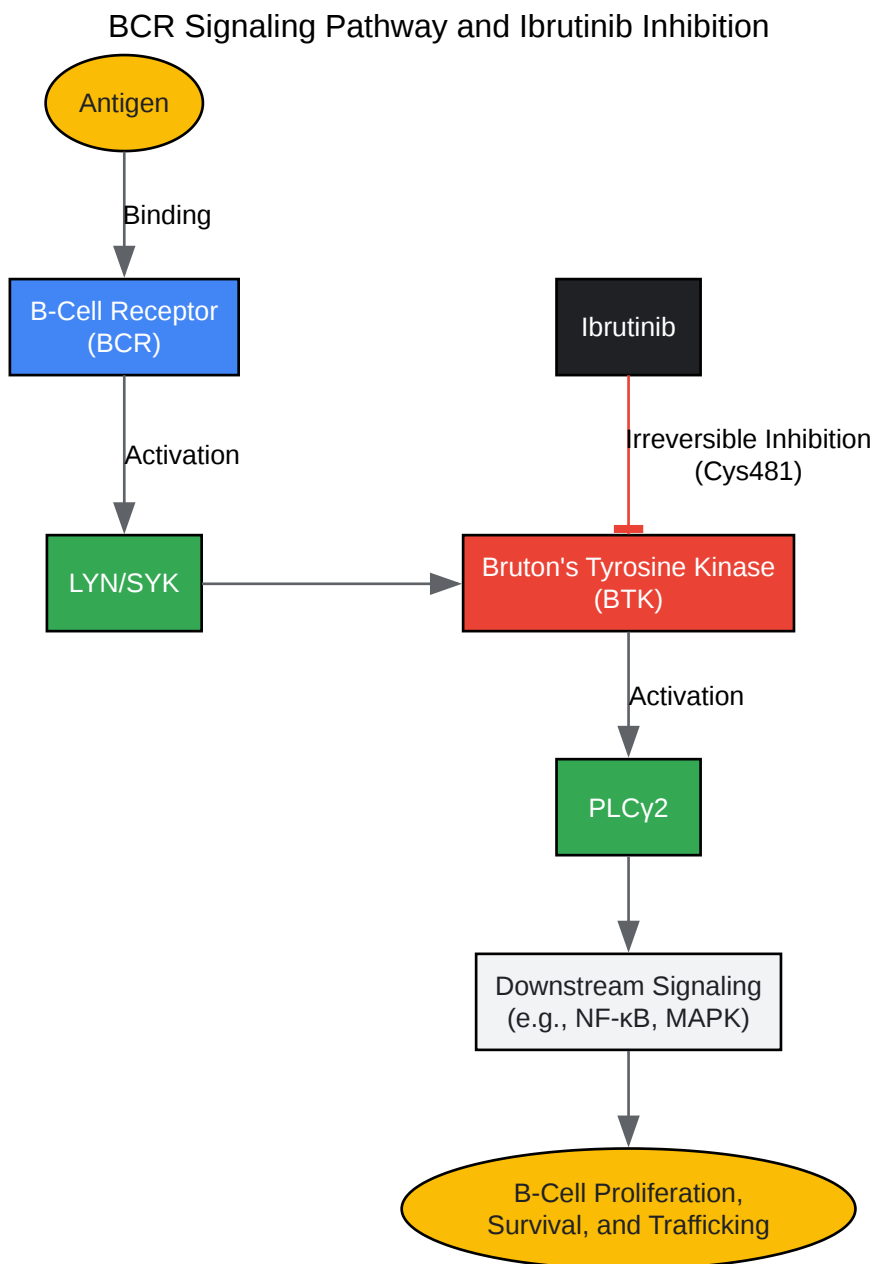 BCR Signaling Pathway and Ibrutinib Inhibition
Antigen
Binding
B-Cell Receptor
(BCR)
Ibrutinib
Activation
Irreversible Inhibition
(Cys481)
LYN/SYK
Bruton's Tyrosine Kinase
(BTK)
Activation
PLCγ2
Downstream Signaling
(e.g., NF-κB, MAPK)
B-Cell Proliferation,
Survival, and Trafficking